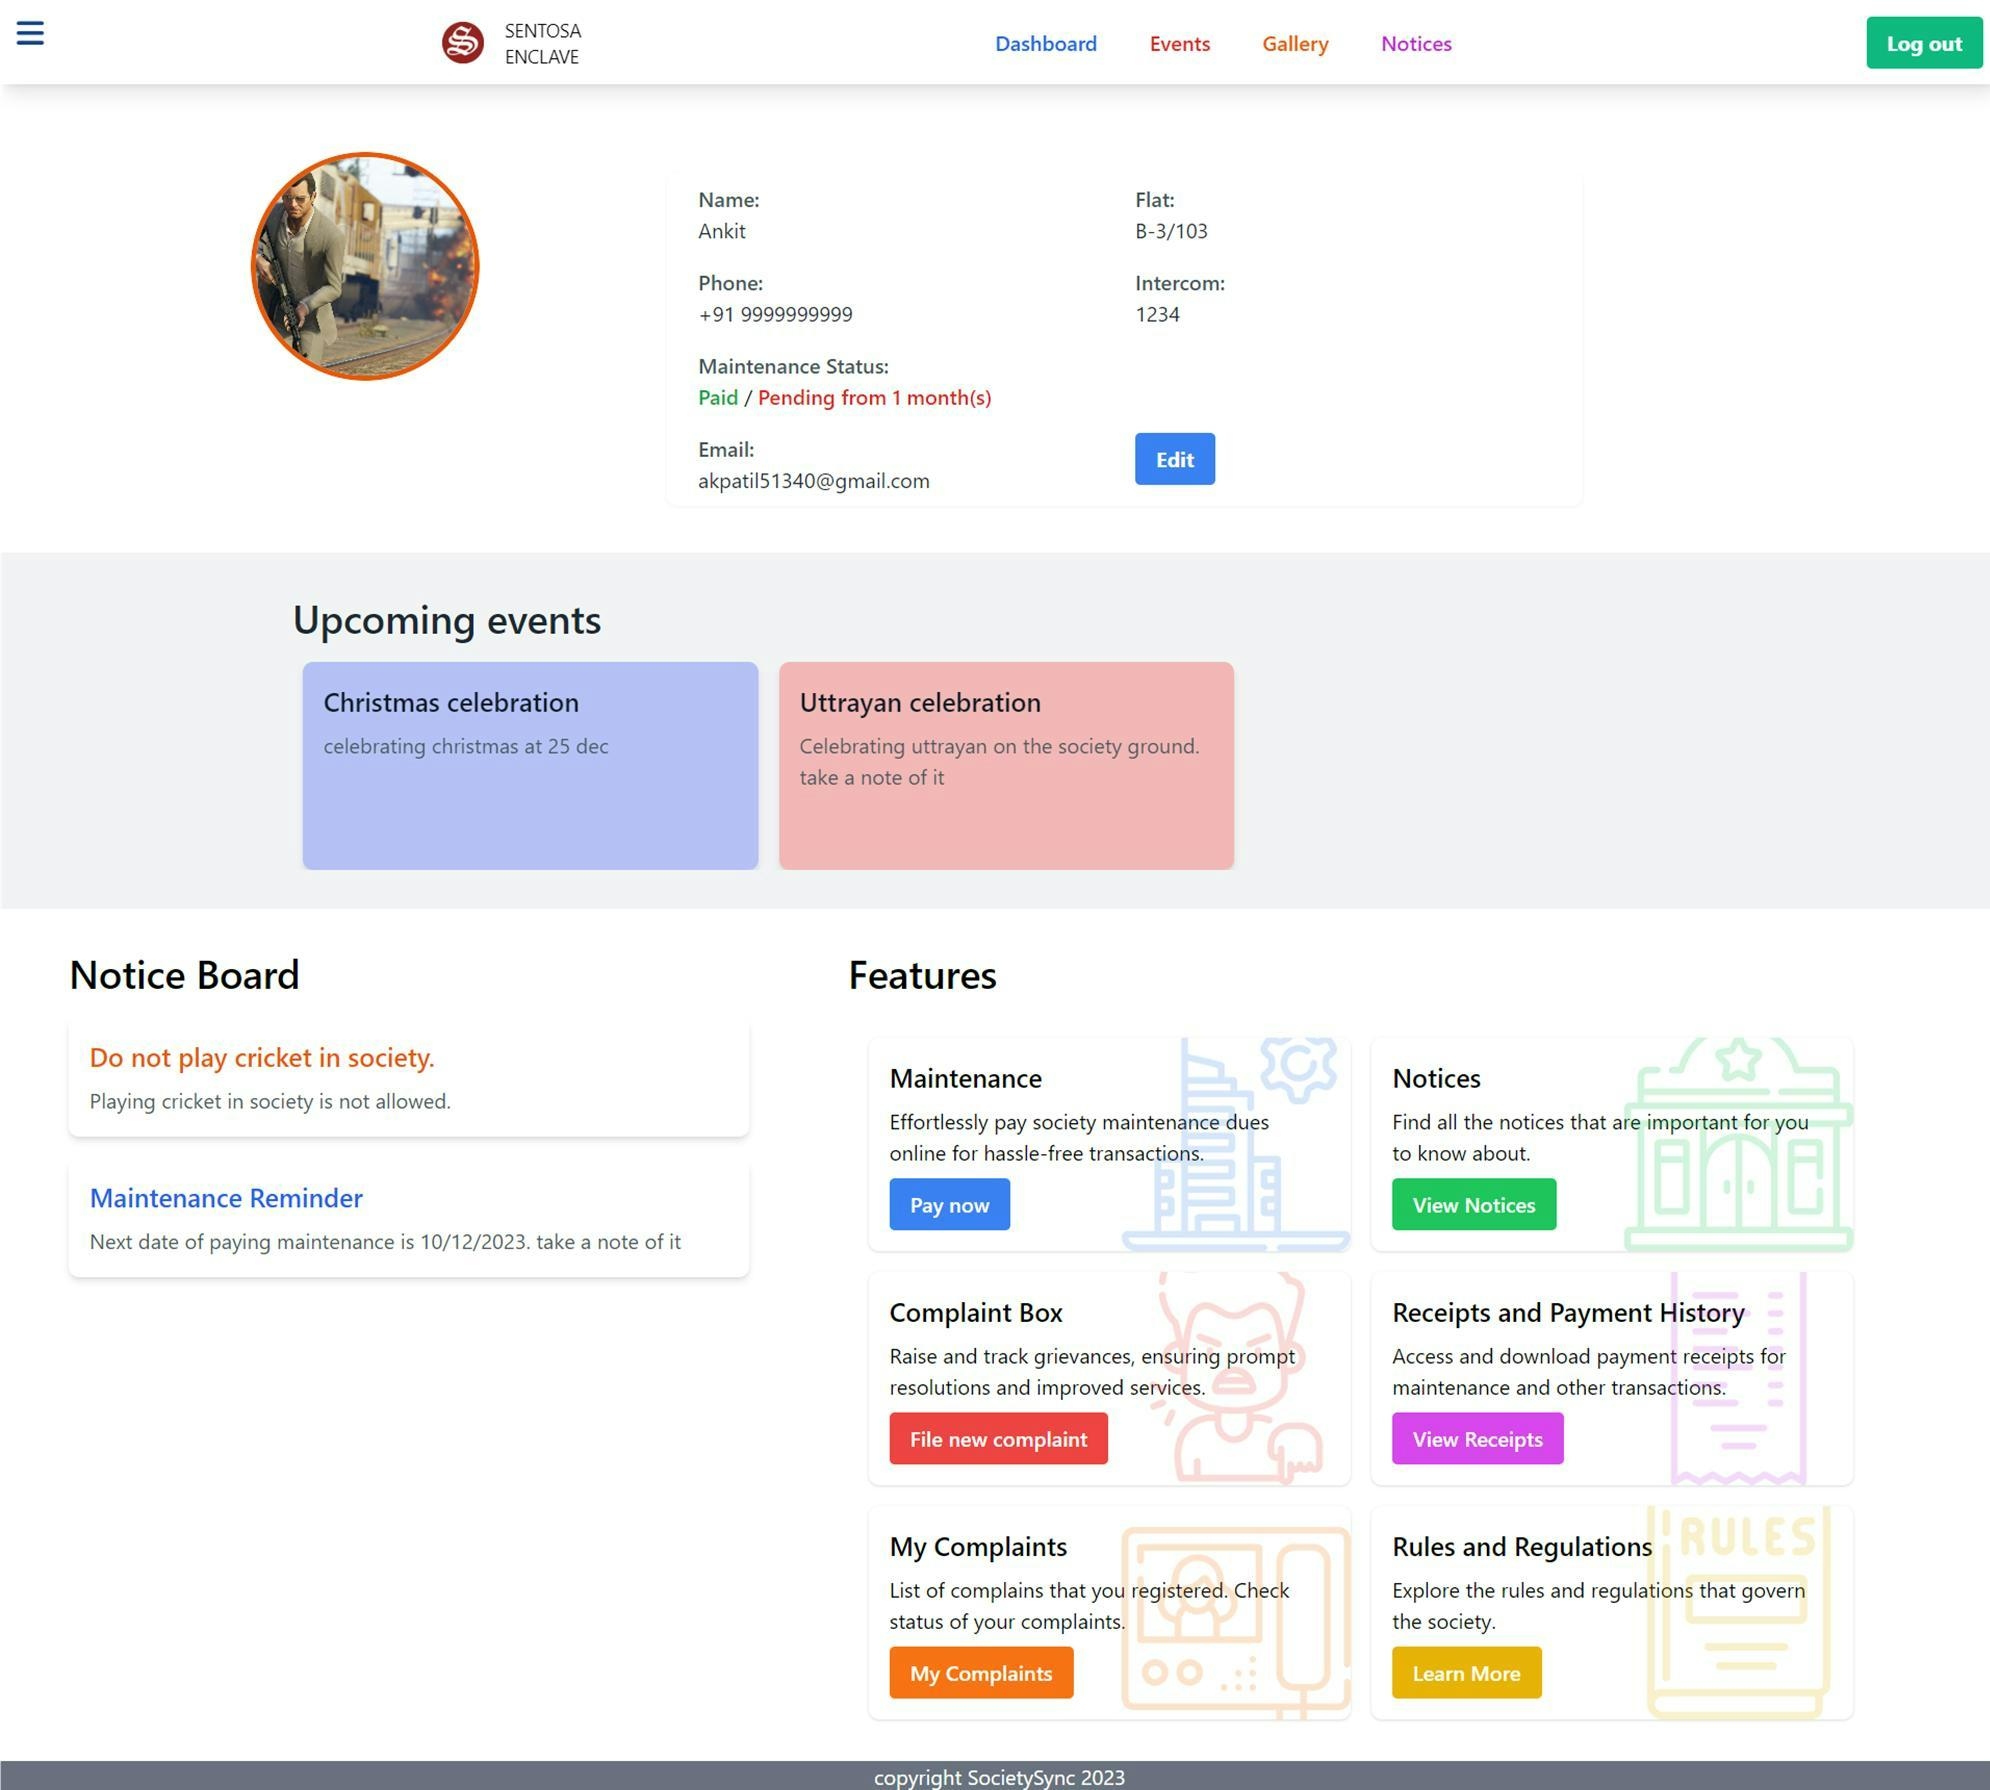 SENTOSA
ENCLAVE
Dashboard Events Gallery Notices
Log out
Name:
Ankit
Flat:
B-3/103
Phone:
+91 9999999999
Intercom:
1234
Maintenance Status:
Paid / Pending from 1 month(s)
Email:
akpatil51340@gmail.com
Edit
Upcoming events
Christmas celebration
celebrating christmas at 25 dec
Uttrayan celebration
Celebrating uttrayan on the society ground.
take a note of it
Notice Board
Do not play cricket in society.
Playing cricket in society is not allowed.
Maintenance Reminder
Next date of paying maintenance is 10/12/2023. take a note of it
Features
Maintenance
Effortlessly pay society maintenance dues
online for hassle-free transactions.
Pay now
Notices
Find all the notices that are important for you
to know about.
View Notices
Complaint Box
Raise and track grievances, ensuring prompt
resolutions and improved services.
File new complaint
Receipts and Payment History
Access and download payment receipts for
maintenance and other transactions.
View Receipts
My Complaints
List of complains that you registered. Check
status of your complaints.
My Complaints
RULES
Rules and Regulations
Explore the rules and regulations that govern
the society.
Learn More
copyright SocietySync 2023